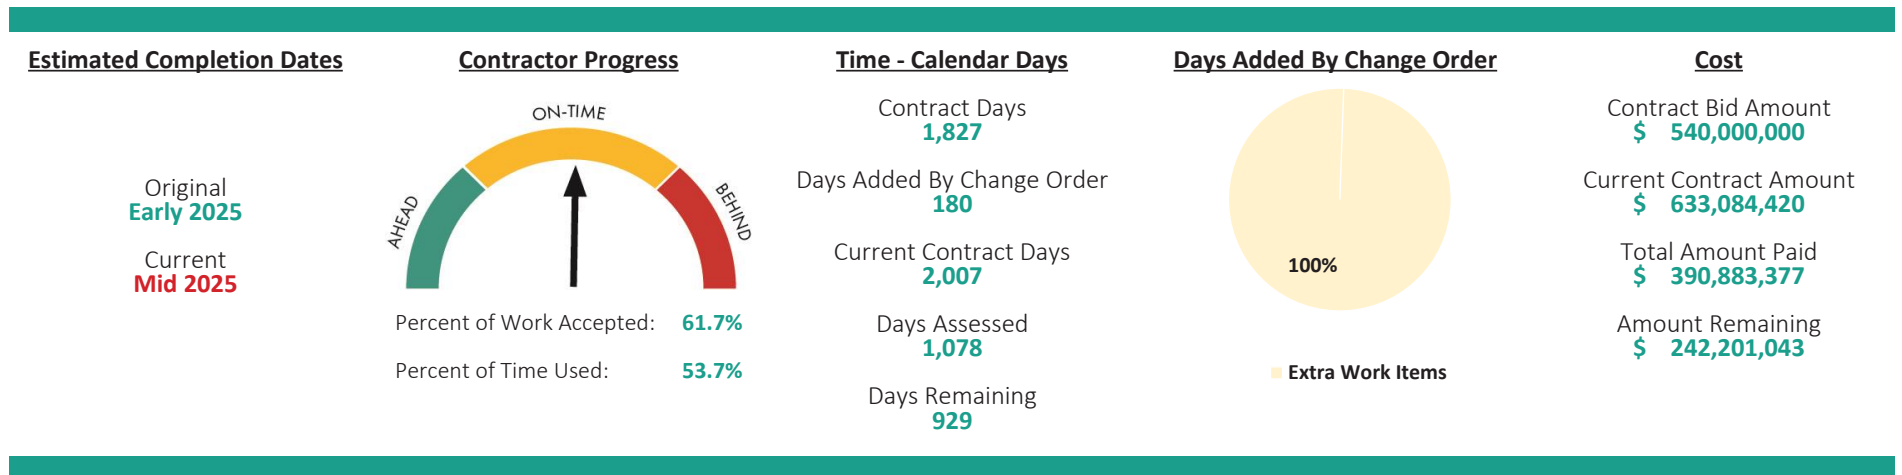 Estimated Completion Dates
Original
Early 2025
Current
Mid 2025
Contractor Progress
AHEAD
ON-TIME
BEHIND
Percent of Work Accepted: 61.7%
Percent of Time Used: 53.7%
Time - Calendar Days
Contract Days
1,827
Days Added By Change Order
180
Current Contract Days
2,007
Days Assessed
1,078
Days Remaining
929
Days Added By Change Order
100%
Extra Work Items
Cost
Contract Bid Amount
$ 540,000,000
Current Contract Amount
$ 633,084,420
Total Amount Paid
$ 390,883,377
Amount Remaining
$ 242,201,043